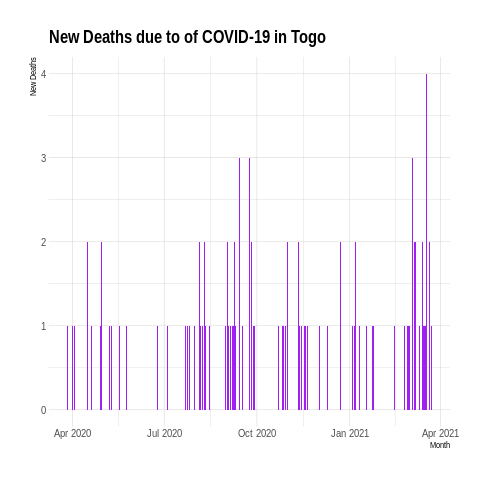 New Deaths due to of COVID-19 in Togo
New Deaths
4
3
2
1
0
Apr 2020 Jul 2020 Oct 2020 Jan 2021 Apr 2021
Month